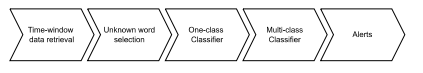 Time-window
data retrieval
Unknown word
selection
One-class
Classifier
Multi-class
Classifier
Alerts